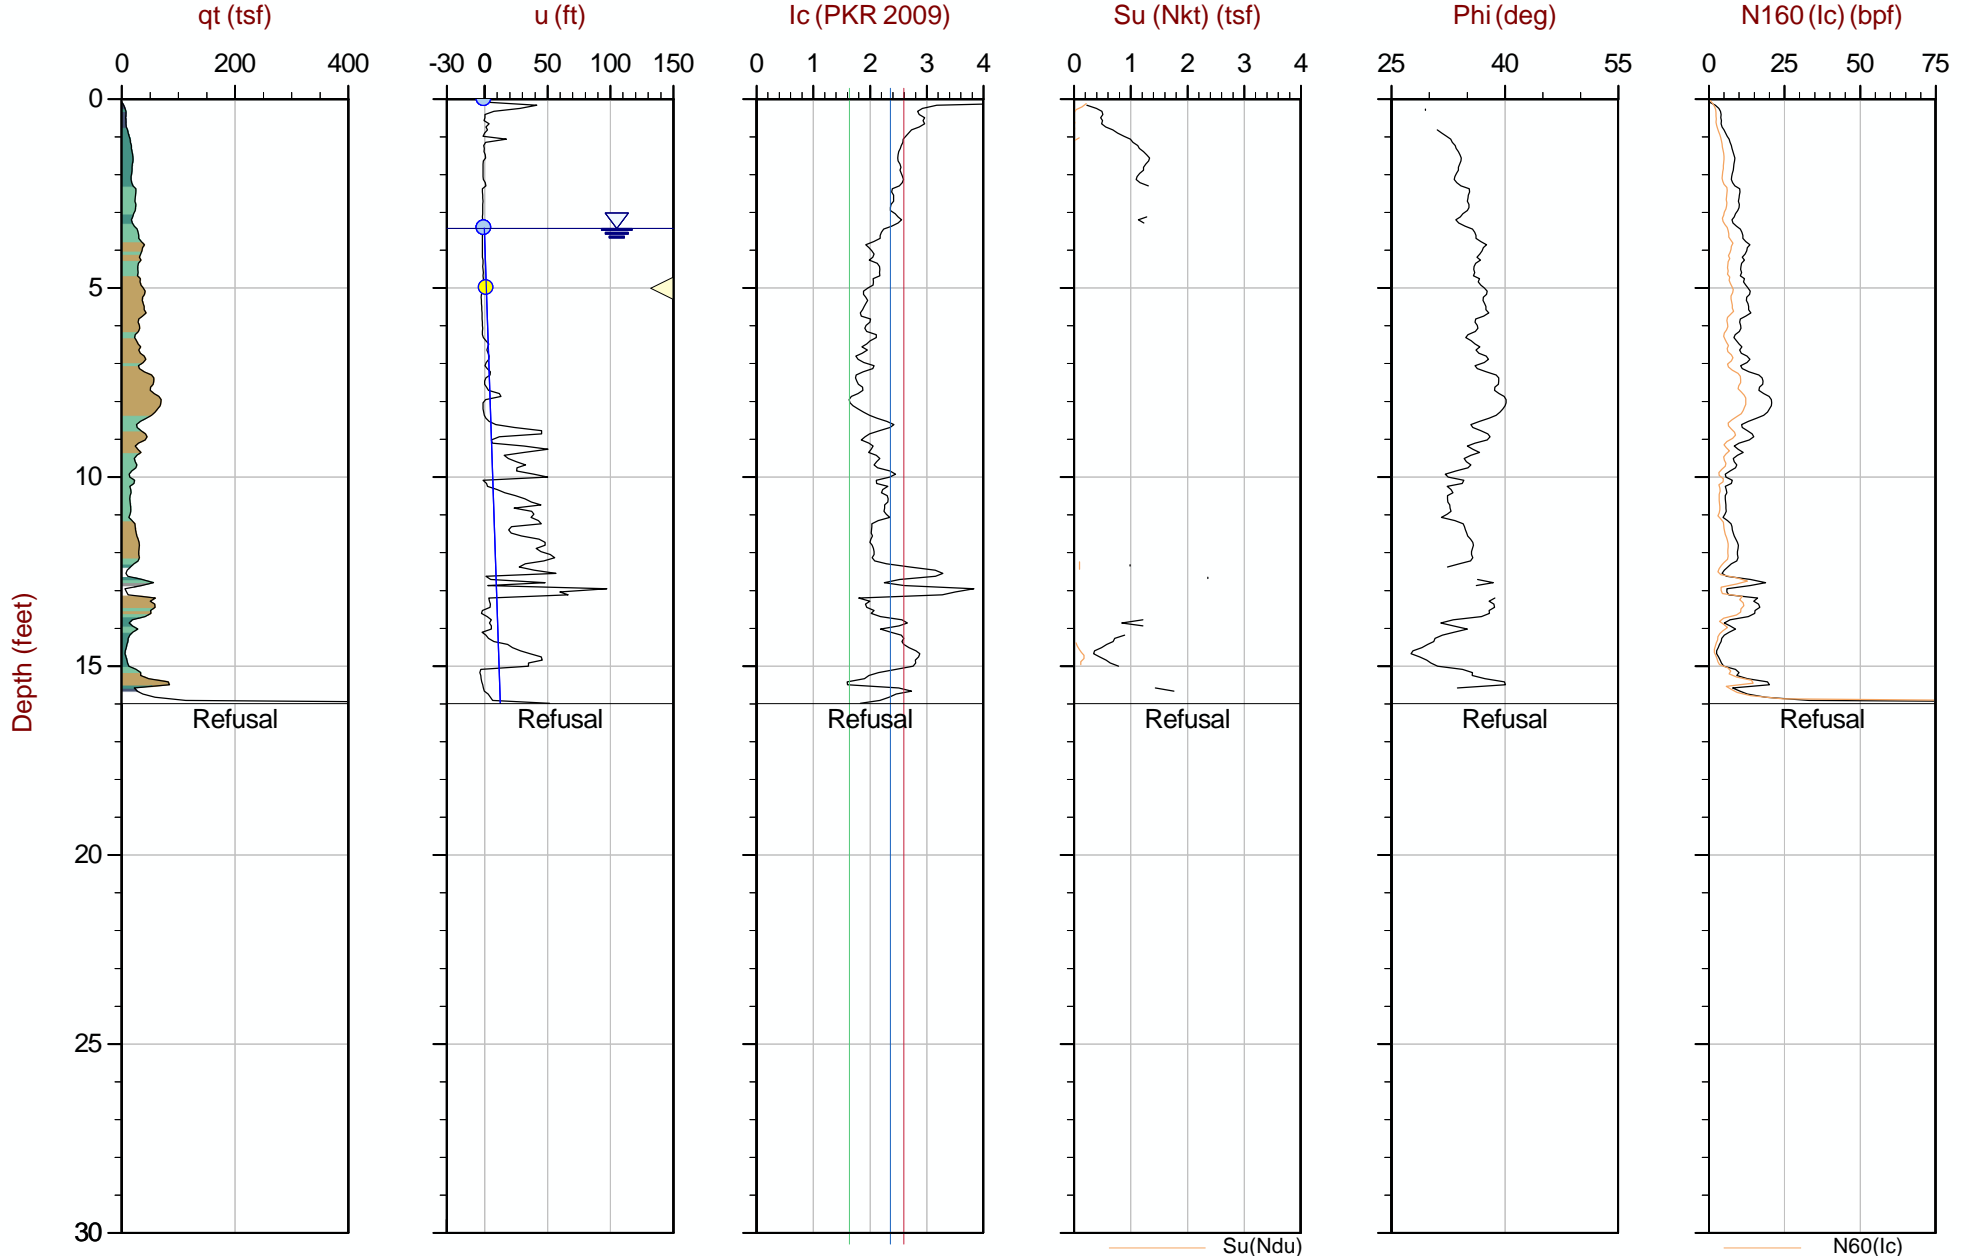 qt (tsf) u (ft) Ic (PKR 2009) Su (Nkt) (tsf) Phi (deg) N160 (Ic) (bpf)
0 200 400 -30 0 50 100 150 0 1 2 3 4 0 1 2 3 4 25 40 55 0 25 50 75
0
5
10
15
Refusal Refusal Refusal Refusal Refusal Refusal
20
25
30
Depth (feet)
Su(Ndu) N60(Ic)